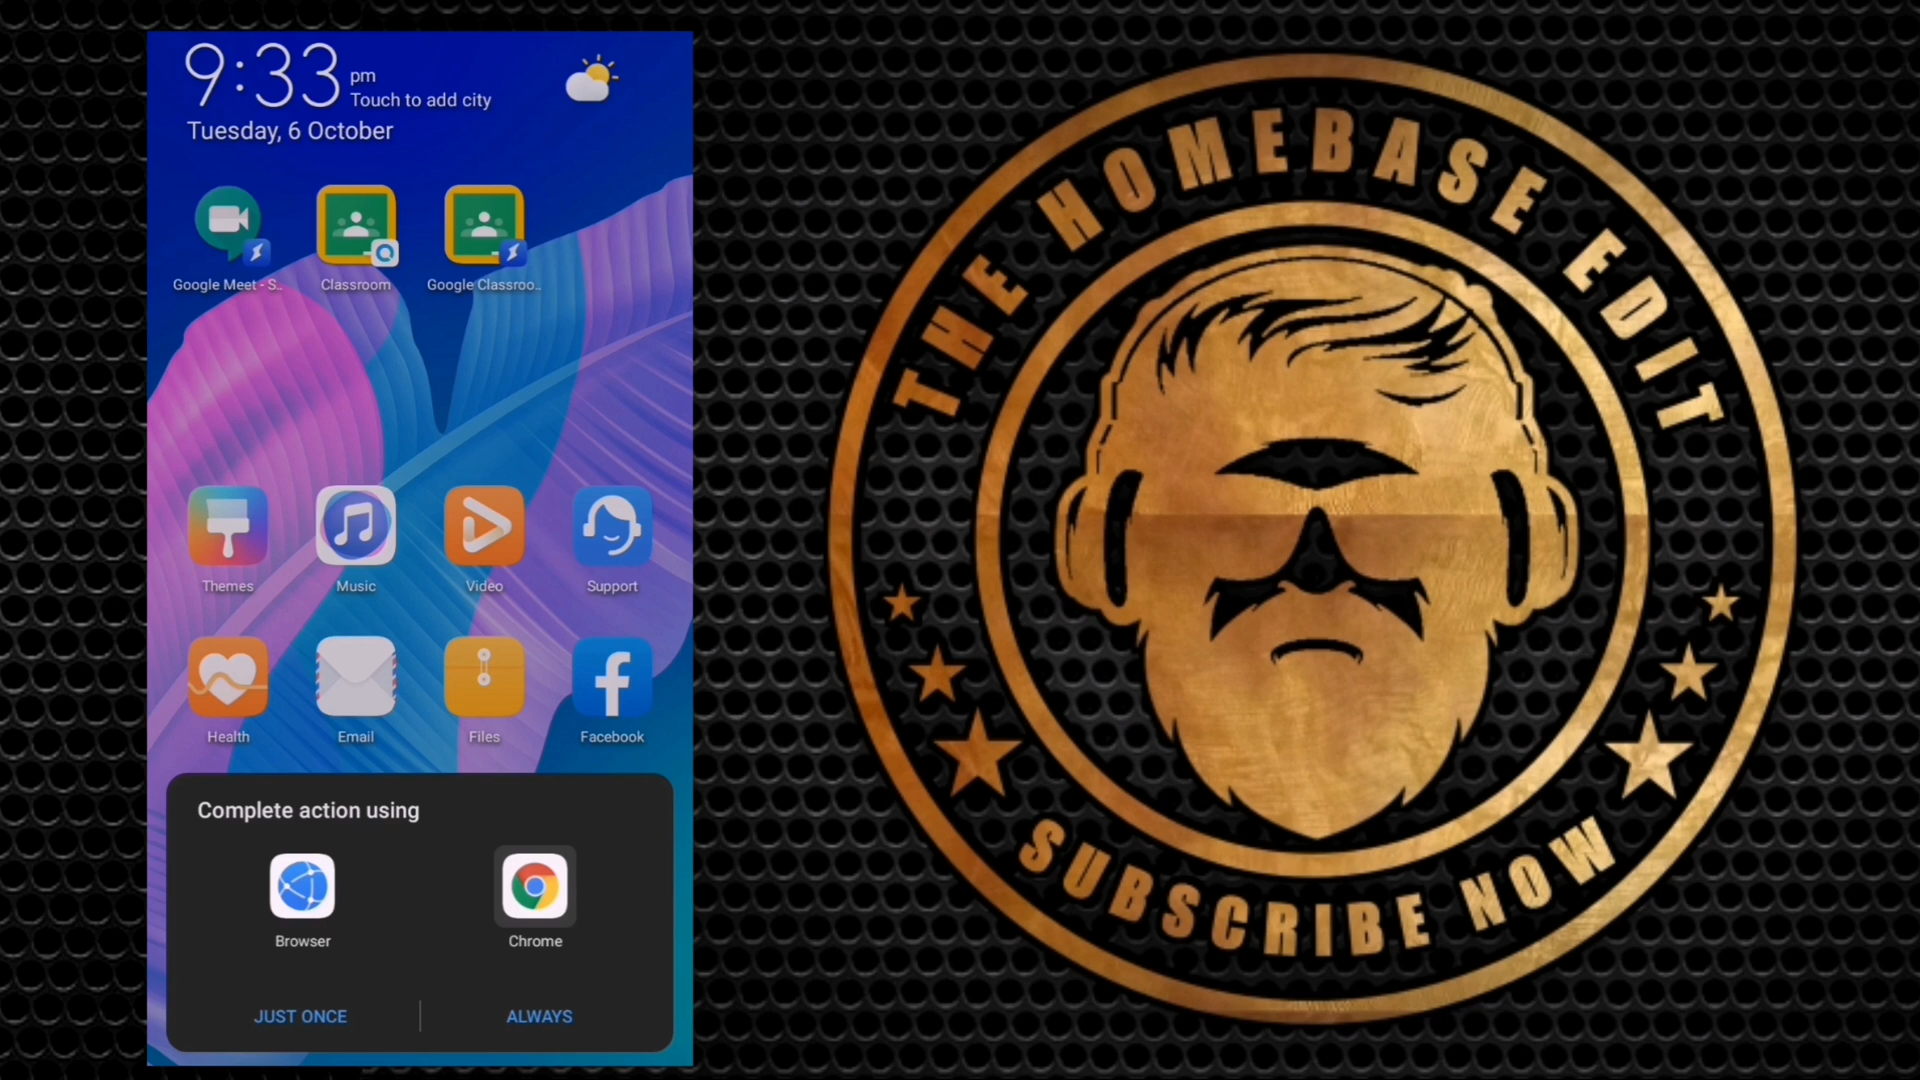 9:33 pm
Touch to add city
Tuesday, 6 October
Google Meet - S..
Classroom
Google Classroo..
Themes
Music
Video
Support
Health
Email
Files
Facebook
Complete action using
Browser
Chrome
JUST ONCE
ALWAYS
THE HOMEBASE EDIT
SUBSCRIBE NOW